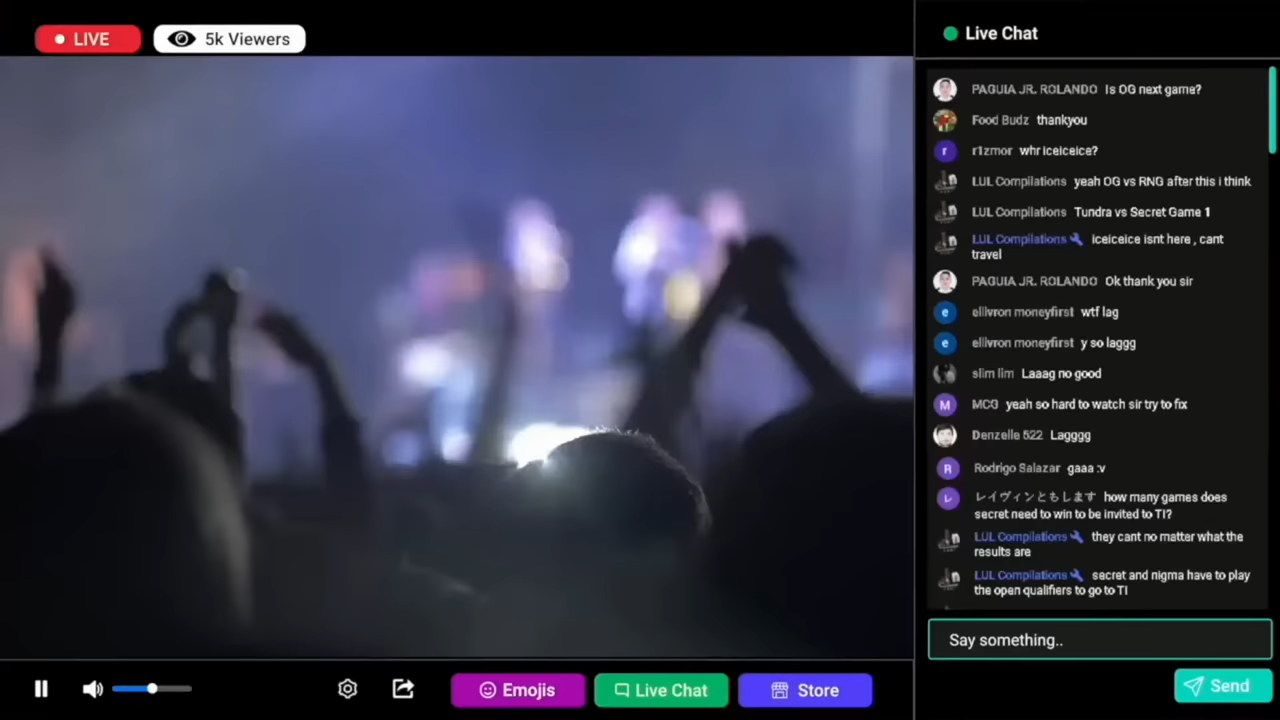 LIVE
5k Viewers
Live Chat
PAGUIA JR. ROLANDO Is OG next game?
Food Budz thankyou
r r1zmor whr iceiceice?
LUL Compilations yeah OG vs RNG after this i think
LUL Compilations Tundra vs Secret Game 1
LUL Compilations iceiceice isnt here , cant
travel
PAGUIA JR. ROLANDO Ok thank you sir
e ellivron moneyfirst wtf lag
e ellivron moneyfirst y so laggg
slim lim Laaag no good
M MCG yeah so hard to watch sir try to fix
Denzelle 522 Lagggg
R Rodrigo Salazar gaaa :v
レ レイヴィンともします how many games does
secret need to win to be invited to TI?
LUL Compilations they cant no matter what the
results are
LUL Compilations secret and nigma have to play
the open qualifiers to go to TI
Say something..
Send
Emojis
Live Chat
Store